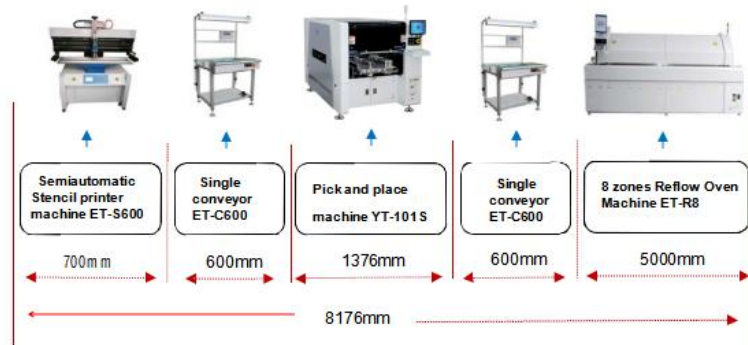 Semiautomatic
Stencil printer
machine ET-S600
Single
conveyor
ET-C600
Pick and place
machine YT-101S
Single
conveyor
ET-C600
8 zones Reflow Oven
Machine ET-R8
700mm
600mm
1376mm
600mm
5000mm
8176mm